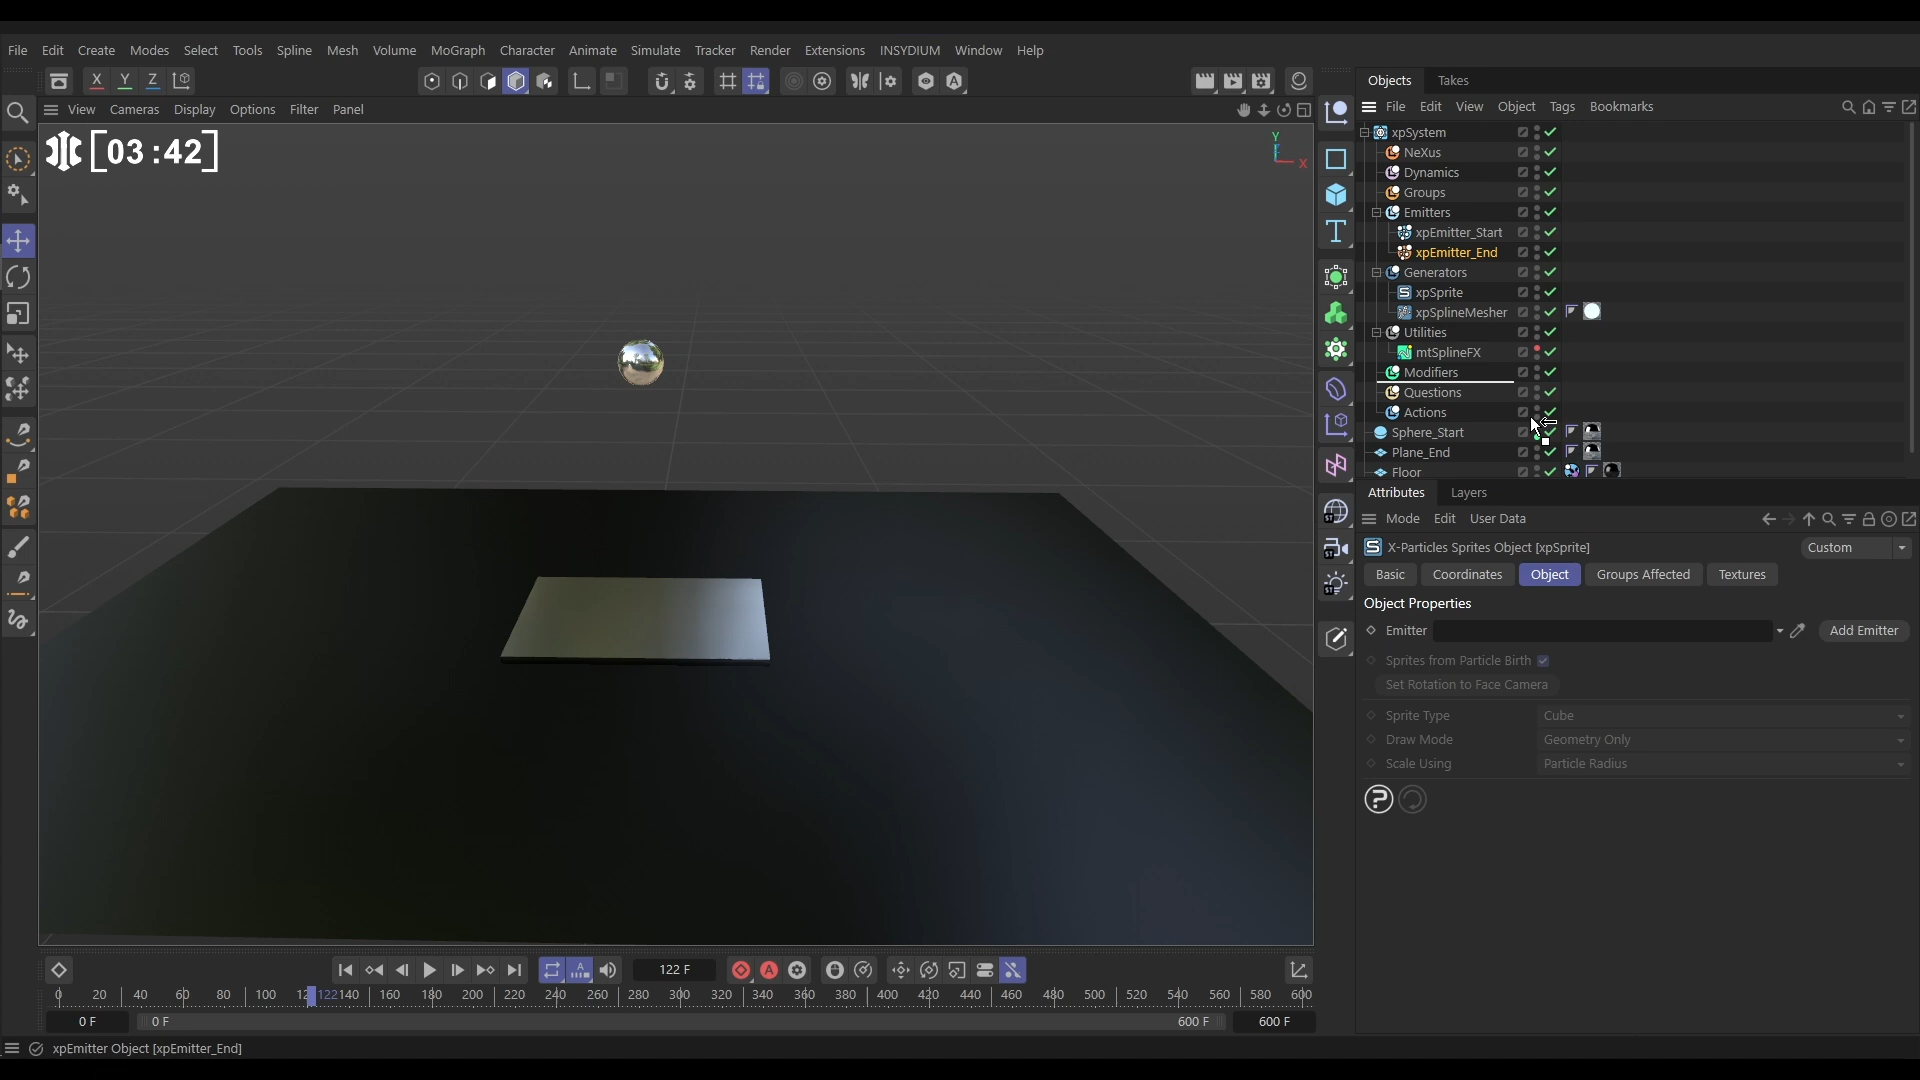 File Edit Create Modes Select Tools Spline Mesh Volume MoGraph Character Animate Simulate Tracker Render Extensions INSYDIUM Window Help
X Y Z
Objects Takes
View Cameras Display Options Filter Panel
File Edit View Object Tags Bookmarks
[03:42]
Y
X
xpSystem
NeXus
Dynamics
Groups
Emitters
xpEmitter_Start
xpEmitter_End
Generators
xpSprite
xpSplineMesher
Utilities
mtSplineFX
Modifiers
Questions
Actions
Sphere_Start
Plane_End
Floor
Attributes Layers
Mode Edit User Data
X-Particles Sprites Object [xpSprite] Custom
Basic Coordinates Object Groups Affected Textures
Object Properties
Emitter Add Emitter
Sprites from Particle Birth
Set Rotation to Face Camera
Sprite Type Cube
Draw Mode Geometry Only
Scale Using Particle Radius
122 F
0 20 40 60 80 100 122 140 160 180 200 220 240 260 280 300 320 340 360 380 400 420 440 460 480 500 520 540 560 580 600
0 F 0 F 600 F 600 F
xpEmitter Object [xpEmitter_End]